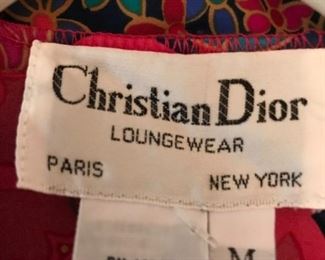 Christian Dior
LOUNGEWEAR
PARIS NEW YORK
M